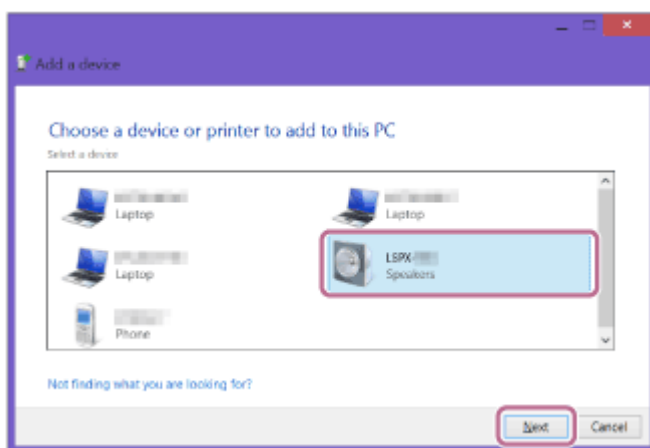 Add a device
Choose a device or printer to add to this PC
Select a device
Laptop
Laptop
Laptop
LSPX-
Speakers
Phone
Not finding what you are looking for?
Next
Cancel